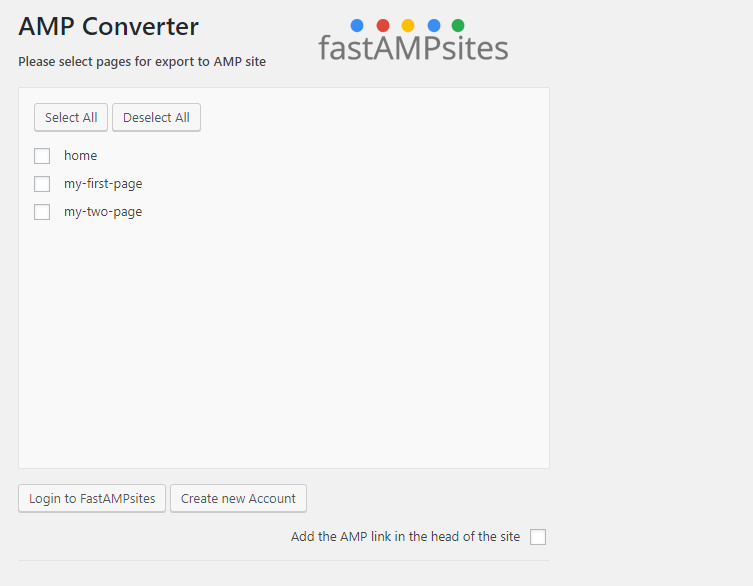 AMP Converter
fastAMPsites
Please select pages for export to AMP site
Select All Deselect All
home
my-first-page
my-two-page
Login to FastAMPsites Create new Account
Add the AMP link in the head of the site